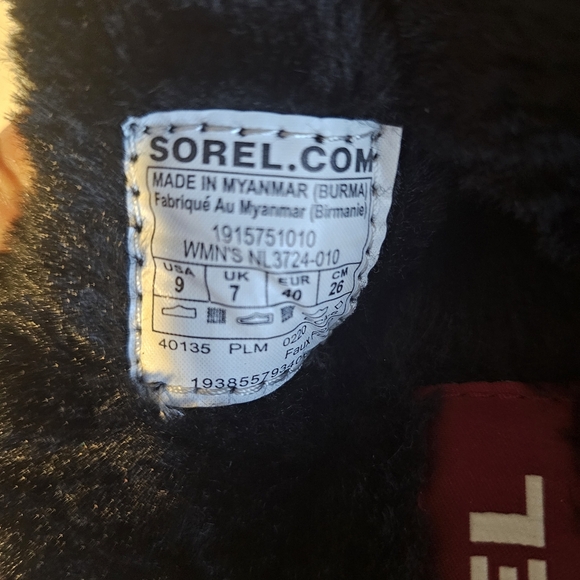 SOREL.COM
MADE IN MYANMAR (BURMA)
Fabriqué Au Myanmar (Birmanie)
1915751010
WMN'S NL3724-010
USA UK EUR CM
9 7 40 26
40135 PLM 0220
Faux
EL